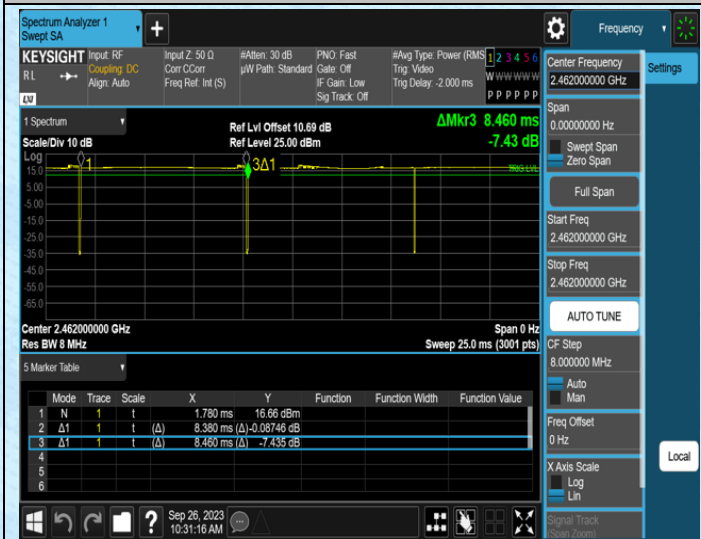 Spectrum Analyzer 1
Swept SA
Frequency
KEYSIGHT
RL
LXI
Input: RF
Coupling: DC
Align: Auto
Input Z: 50 Ω
Corr CCorr
Freq Ref: Int (S)
#Atten: 30 dB
µW Path: Standard
PNO: Fast
Gate: Off
IF Gain: Low
Sig Track: Off
#Avg Type: Power (RMS
Trig: Video
Trig Delay: -2.000 ms
1 2 3 4 5 6
W W W W W W
P P P P P P
1 Spectrum
Scale/Div 10 dB
Ref Lvl Offset 10.69 dB
Ref Level 25.00 dBm
ΔMkr3 8.460 ms
-7.43 dB
Log
15.0
5.00
-5.00
-15.0
-25.0
-35.0
-45.0
-55.0
-65.0
1
3Δ1
TRIG LVL
Center 2.462000000 GHz
Res BW 8 MHz
Span 0 Hz
Sweep 25.0 ms (3001 pts)
5 Marker Table
Mode Trace Scale X Y Function Function Width Function Value
1 N 1 t 1.780 ms 16.66 dBm
2 Δ1 1 t (Δ) 8.380 ms (Δ) -0.08746 dB
3 Δ1 1 t (Δ) 8.460 ms (Δ) -7.435 dB
4
5
6
Sep 26, 2023
10:31:16 AM
Center Frequency
2.462000000 GHz
Span
0.00000000 Hz
Swept Span
Zero Span
Full Span
Start Freq
2.462000000 GHz
Stop Freq
2.462000000 GHz
AUTO TUNE
CF Step
8.000000 MHz
Auto
Man
Freq Offset
0 Hz
X Axis Scale
Log
Lin
Signal Track
(Span Zoom)
Settings
Local